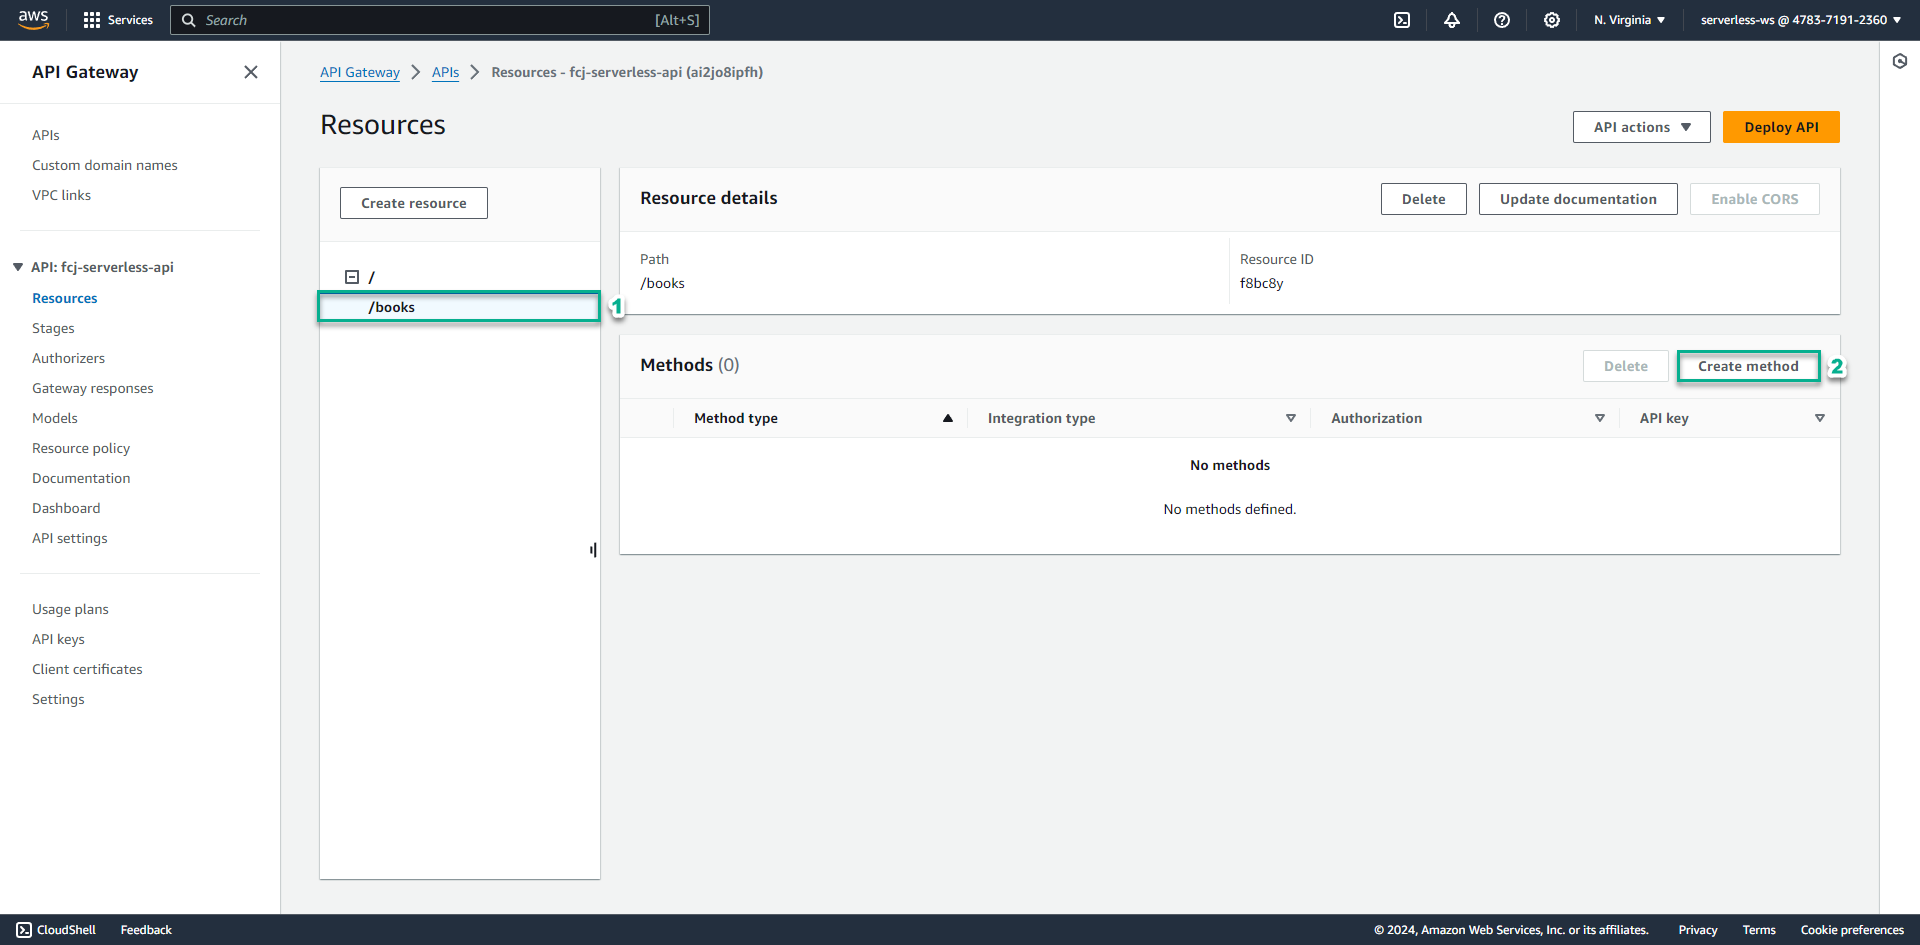 aws
Services
Search [Alt+S]
N. Virginia
serverless-ws @ 4783-7191-2360
API Gateway
APIs
Custom domain names
VPC links
API: fcj-serverless-api
Resources
Stages
Authorizers
Gateway responses
Models
Resource policy
Documentation
Dashboard
API settings
Usage plans
API keys
Client certificates
Settings
API Gateway > APIs > Resources - fcj-serverless-api (ai2jo8ipfh)
Resources
API actions
Deploy API
Create resource
/
/books
1
Resource details
Delete
Update documentation
Enable CORS
Path
/books
Resource ID
f8bc8y
Methods (0)
Delete
Create method
2
Method type
Integration type
Authorization
API key
No methods
No methods defined.
CloudShell
Feedback
© 2024, Amazon Web Services, Inc. or its affiliates.
Privacy
Terms
Cookie preferences